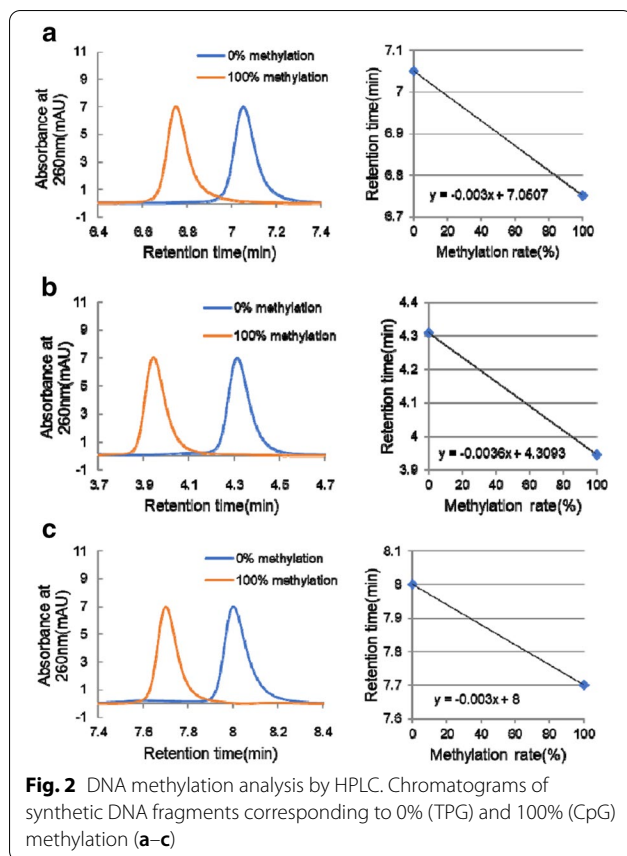 a
0% methylation
100% methylation
Absorbance at
260nm(mAU)
11
9
7
5
3
1
-1
6.4 6.6 6.8 7 7.2 7.4
Retention time(min)
Retention time(min)
7.1
7
6.9
6.8
6.7
y = -0.003x + 7.0507
0 20 40 60 80 100
Methylation rate(%)
b
0% methylation
100% methylation
Absorbance at
260nm(mAU)
11
9
7
5
3
1
-1
3.7 3.9 4.1 4.3 4.5 4.7
Retention time(min)
Retention time(min)
4.4
4.3
4.2
4.1
4
3.9
y = -0.0036x + 4.3093
0 20 40 60 80 100
Methylation rate(%)
c
0% methylation
100% methylation
Absorbance at
260nm(mAU)
11
9
7
5
3
1
-1
7.4 7.6 7.8 8 8.2 8.4
Retention time(min)
Retention time(min)
8.1
8
7.9
7.8
7.7
7.6
y = -0.003x + 8
0 20 40 60 80 100
Methylation rate(%)
Fig. 2 DNA methylation analysis by HPLC. Chromatograms of
synthetic DNA fragments corresponding to 0% (TPG) and 100% (CpG)
methylation (a–c)